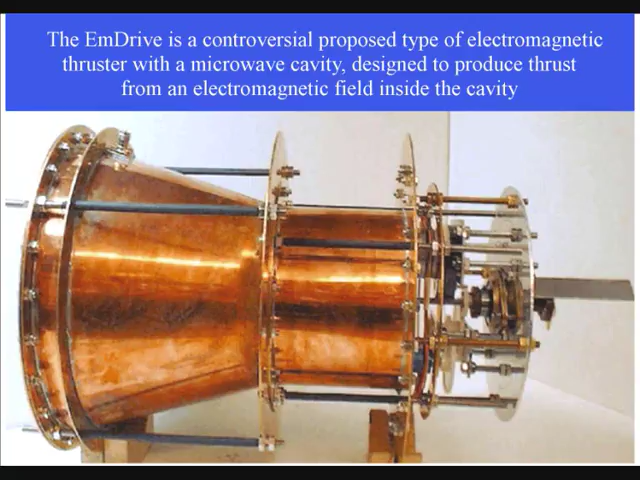 The EmDrive is a controversial proposed type of electromagnetic
thruster with a microwave cavity, designed to produce thrust
from an electromagnetic field inside the cavity